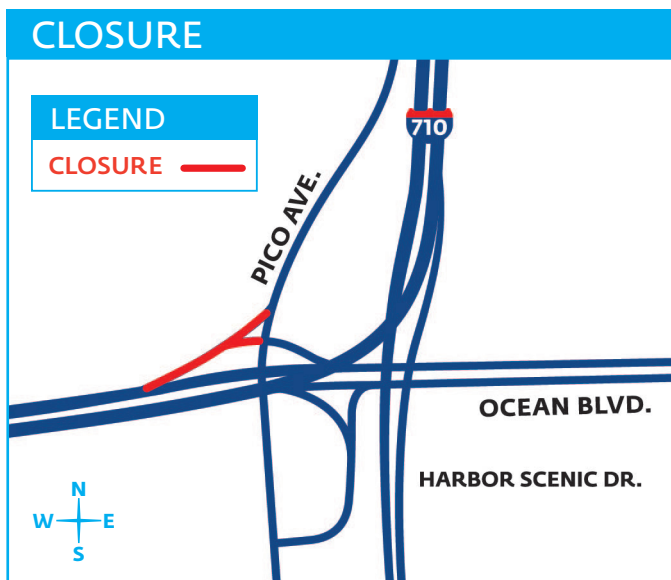 CLOSURE
LEGEND
CLOSURE
710
PICO AVE.
OCEAN BLVD.
HARBOR SCENIC DR.
N
W E
S